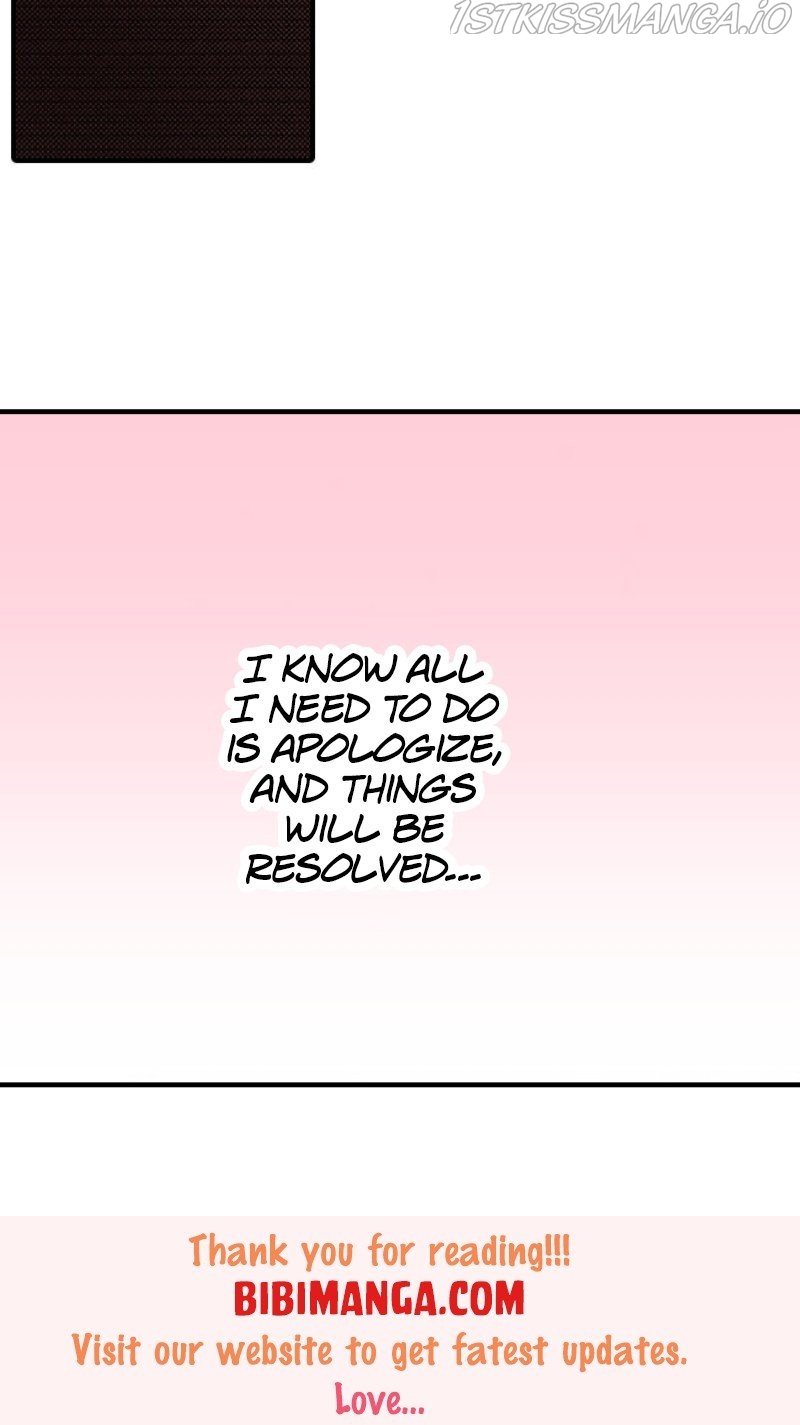 1STKISSMANGA.iO
I KNOW ALL
I NEED TO DO
IS APOLOGIZE,
AND THINGS
WILL BE
RESOLVED...
Thank you for reading!!!
BIBIMANGA.COM
Visit our website to get fatest updates.
Love...